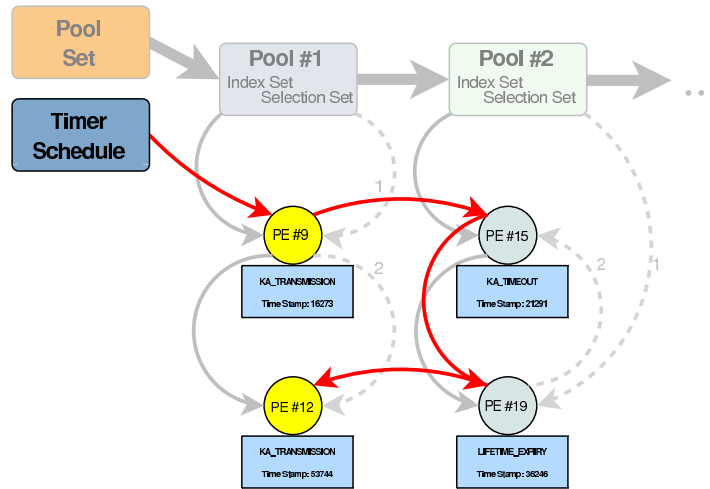 Pool
Set
Pool #1
Index Set
Selection Set
Pool #2
Index Set
Selection Set
..
Timer
Schedule
1
PE #9
PE #15
KA_TRANSMISSION
Time Stamp: 16273
2
KA_TIMEOUT
Time Stamp: 21291
2
1
PE #12
PE #19
KA_TRANSMISSION
Time Stamp: 53744
LIFETIME_EXPIRY
Time Stamp: 36246